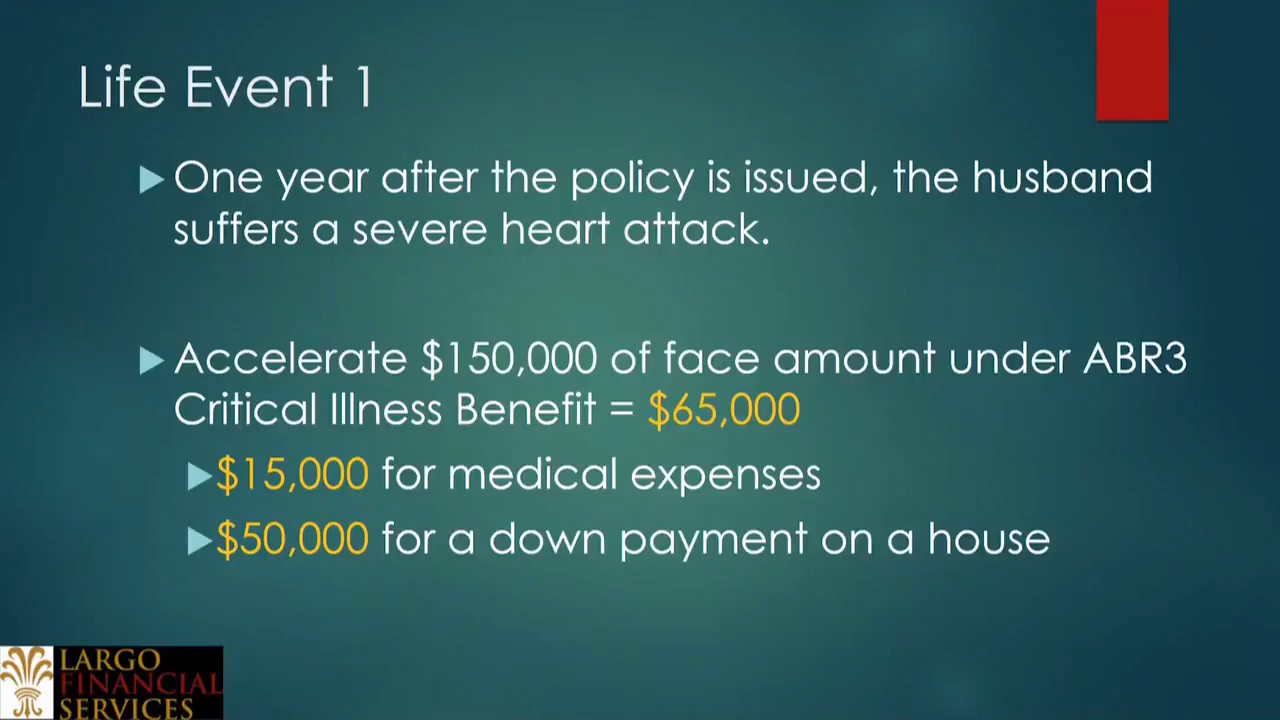 Life Event 1
One year after the policy is issued, the husband
suffers a severe heart attack.
Accelerate $150,000 of face amount under ABR3
Critical Illness Benefit = $65,000
$15,000 for medical expenses
$50,000 for a down payment on a house
LARGO
FINANCIAL
SERVICES